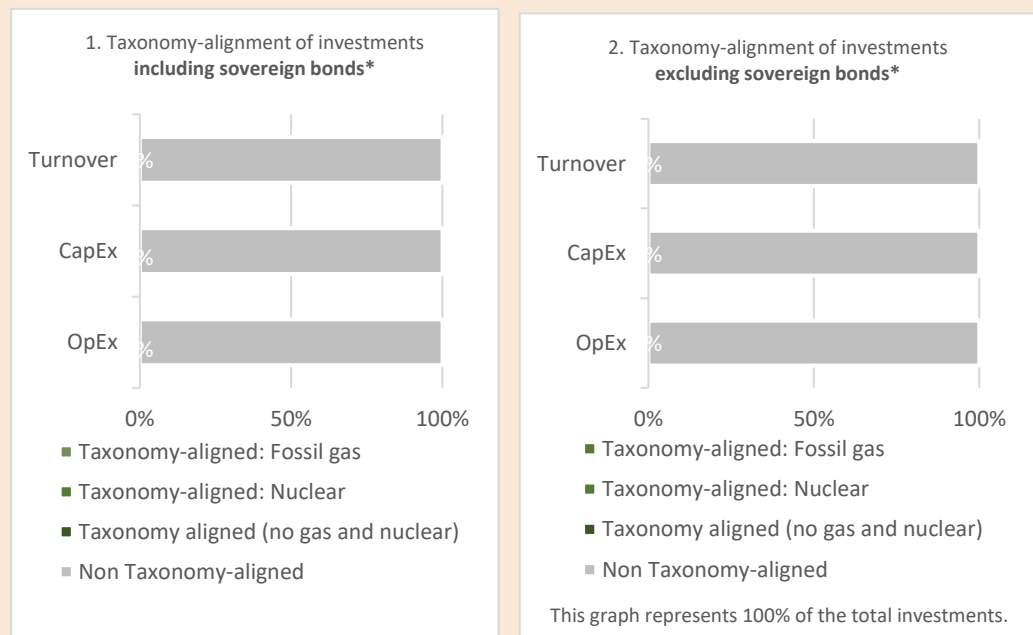 1. Taxonomy-alignment of investments
including sovereign bonds*
Turnover
%
CapEx
%
OpEx
%
0% 50% 100%
Taxonomy-aligned: Fossil gas
Taxonomy-aligned: Nuclear
Taxonomy aligned (no gas and nuclear)
Non Taxonomy-aligned
2. Taxonomy-alignment of investments
excluding sovereign bonds*
Turnover
%
CapEx
%
OpEx
%
0% 50% 100%
Taxonomy-aligned: Fossil gas
Taxonomy-aligned: Nuclear
Taxonomy aligned (no gas and nuclear)
Non Taxonomy-aligned
This graph represents 100% of the total investments.